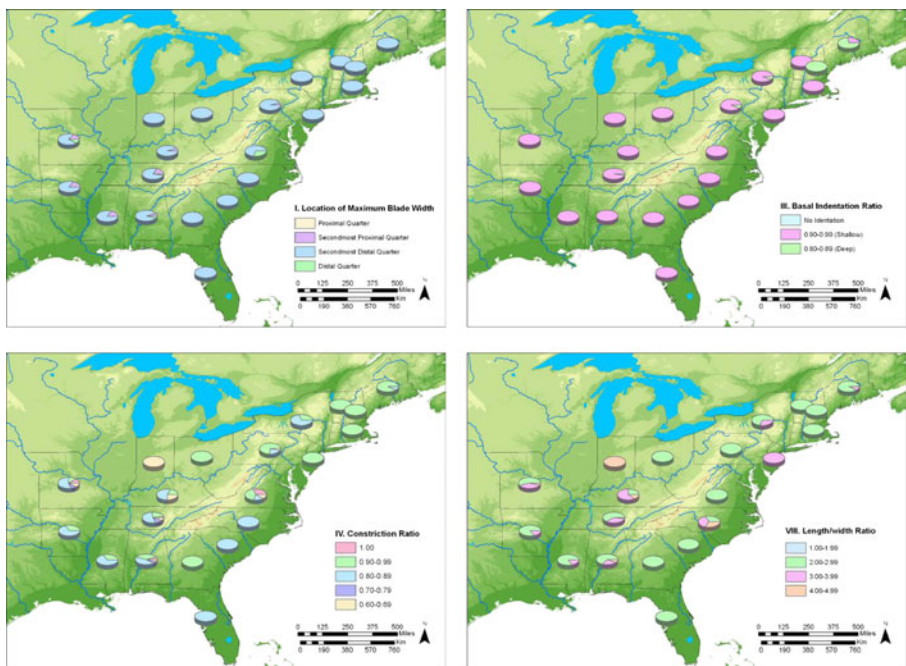 I. Location of Maximum Blade Width
Proximal Quarter
Secondmost Proximal Quarter
Secondmost Distal Quarter
Distal Quarter
0 125 250 375 500
Miles
Km
0 190 380 570 760
N
III. Basal Indentation Ratio
No Identation
0.90-0.99 (Shallow)
0.80-0.89 (Deep)
0 125 250 375 500
Miles
Km
0 190 380 570 760
N
IV. Constriction Ratio
1.00
0.90-0.99
0.80-0.89
0.70-0.79
0.60-0.69
0 125 250 375 500
Miles
Km
0 190 380 570 760
N
VIII. Length/width Ratio
1.00-1.99
2.00-2.99
3.00-3.99
4.00-4.99
0 125 250 375 500
Miles
Km
0 190 380 570 760
N